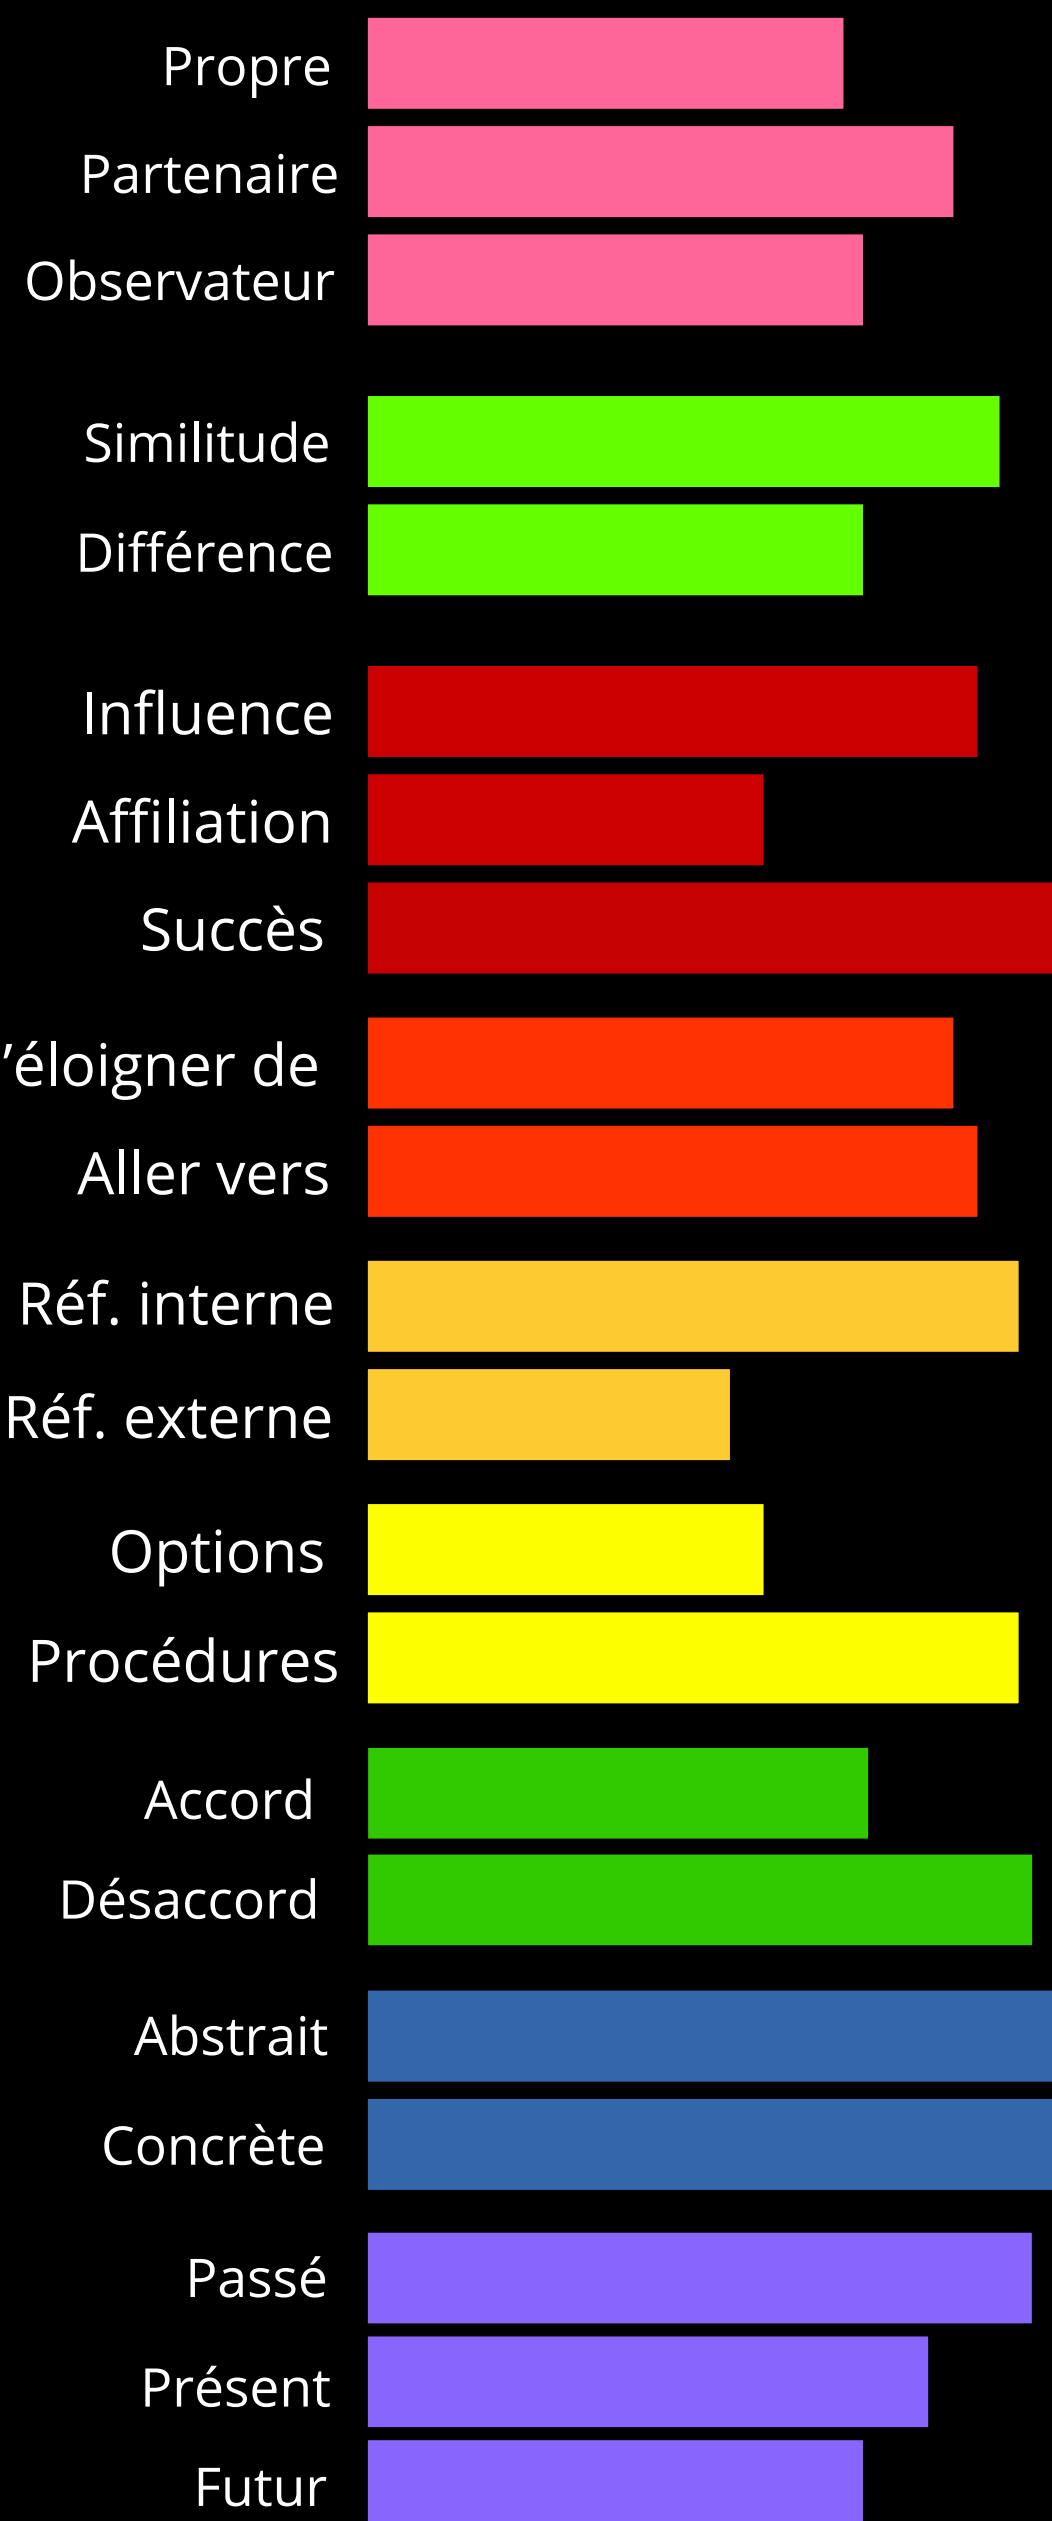 Propre
Partenaire
Observateur
Similitude
Différence
Influence
Affiliation
Succès
’éloigner de
Aller vers
Réf. interne
Réf. externe
Options
Procédures
Accord
Désaccord
Abstrait
Concrète
Passé
Présent
Futur